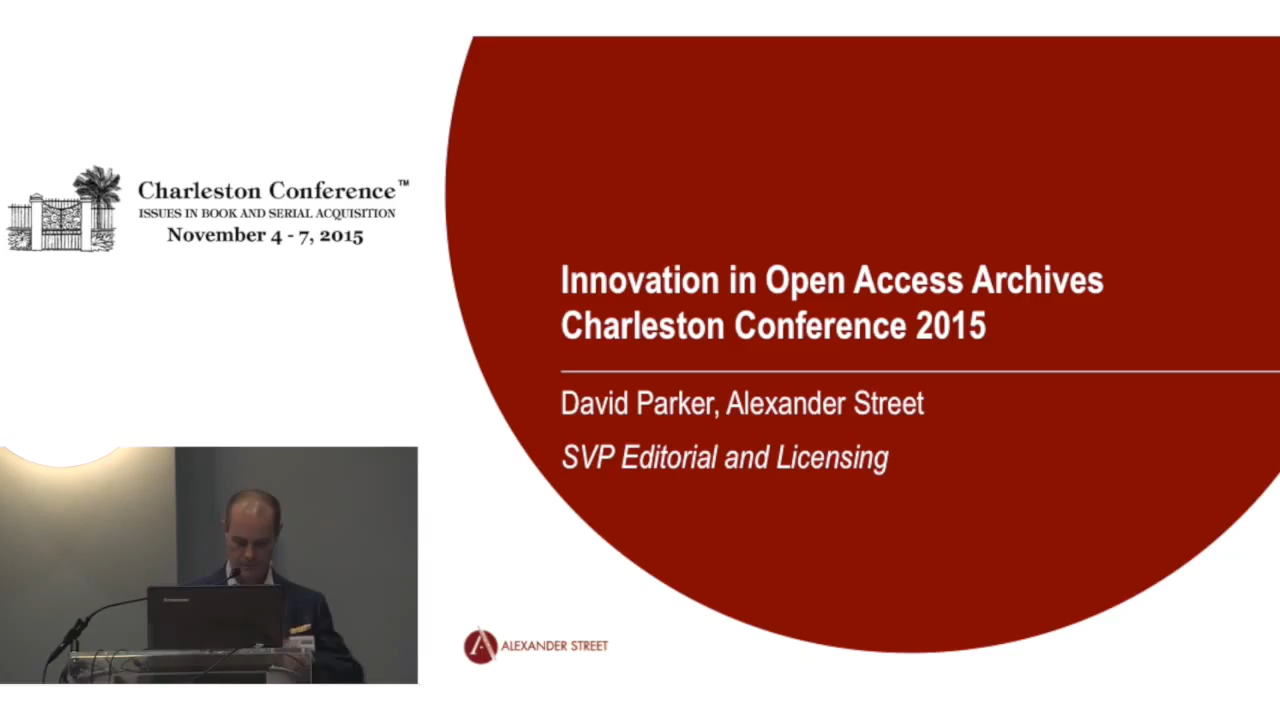 Charleston Conference™
ISSUES IN BOOK AND SERIAL ACQUISITION
November 4 - 7, 2015
Innovation in Open Access Archives
Charleston Conference 2015
David Parker, Alexander Street
SVP Editorial and Licensing
ALEXANDER STREET